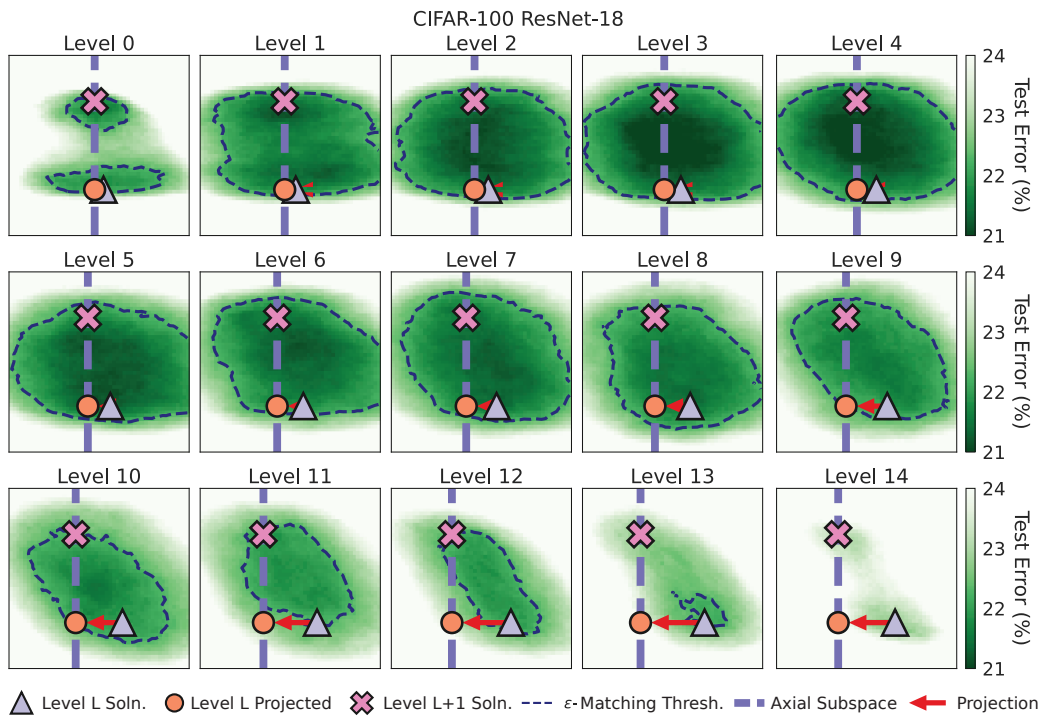 CIFAR-100 ResNet-18
Level 0 Level 1 Level 2 Level 3 Level 4
24
23
22
21
Test Error (%)
Level 5 Level 6 Level 7 Level 8 Level 9
24
23
22
21
Test Error (%)
Level 10 Level 11 Level 12 Level 13 Level 14
24
23
22
21
Test Error (%)
Level L Soln. Level L Projected Level L+1 Soln. ε-Matching Thresh. Axial Subspace Projection